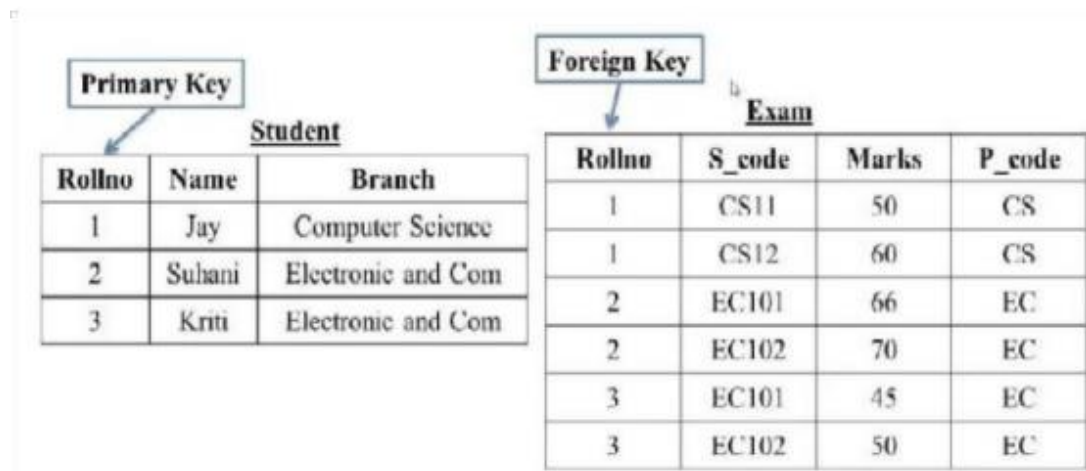 Primary Key
Student
Rollno Name Branch
1 Jay Computer Science
2 Suhani Electronic and Com
3 Kriti Electronic and Com
Foreign Key
Exam
Rollno S_code Marks P_code
1 CS11 50 CS
1 CS12 60 CS
2 EC101 66 EC
2 EC102 70 EC
3 EC101 45 EC
3 EC102 50 EC